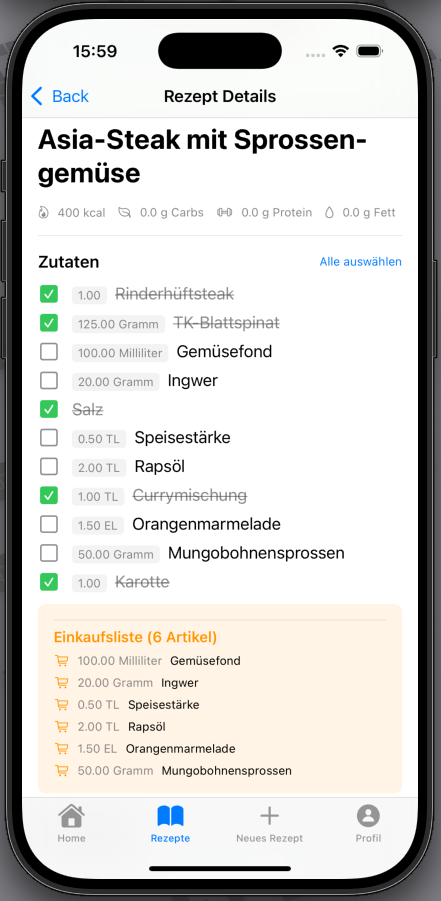 15:59
Back
Rezept Details
Asia-Steak mit Sprossen-
gemüse
400 kcal 0.0 g Carbs 0.0 g Protein 0.0 g Fett
Zutaten
Alle auswählen
1.00 Rinderhüftsteak
125.00 Gramm TK-Blattspinat
100.00 Milliliter Gemüsefond
20.00 Gramm Ingwer
Salz
0.50 TL Speisestärke
2.00 TL Rapsöl
1.00 TL Currymischung
1.50 EL Orangenmarmelade
50.00 Gramm Mungobohnensprossen
1.00 Karotte
Einkaufsliste (6 Artikel)
100.00 Milliliter Gemüsefond
20.00 Gramm Ingwer
0.50 TL Speisestärke
2.00 TL Rapsöl
1.50 EL Orangenmarmelade
50.00 Gramm Mungobohnensprossen
Home
Rezepte
Neues Rezept
Profil